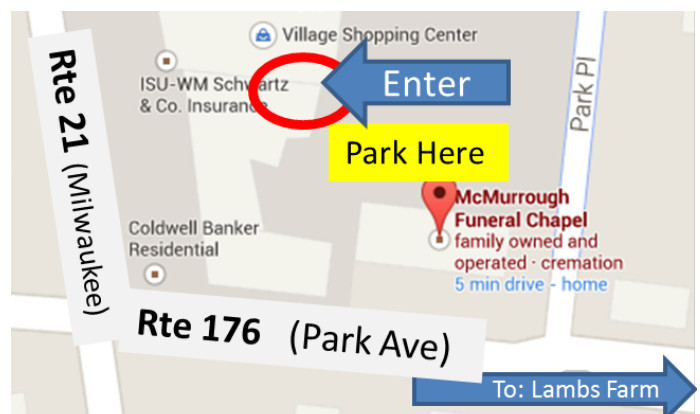 Village Shopping Center
ISU-WM Schwartz
& Co. Insurance
Enter
Park Here
Rte 21 (Milwaukee)
Park Pl
McMurrough
Funeral Chapel
family owned and
operated · cremation
5 min drive - home
Coldwell Banker
Residential
Rte 176 (Park Ave)
To: Lambs Farm